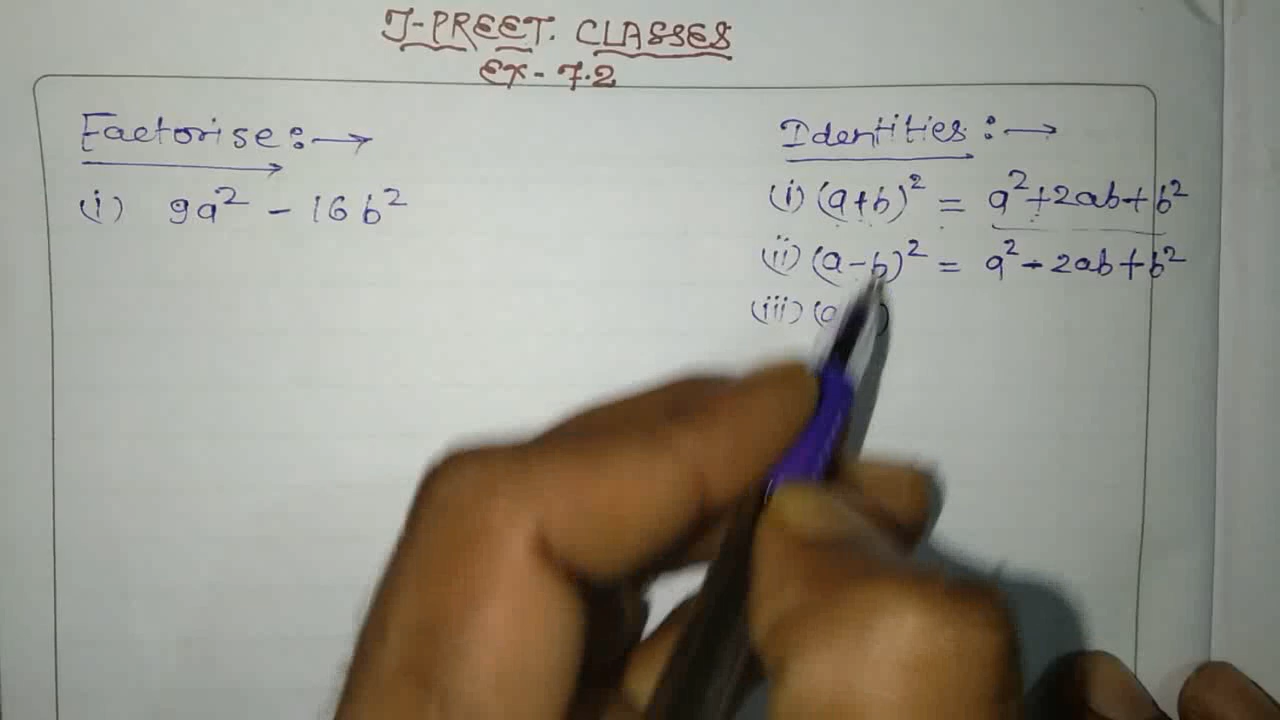 J-PREET. CLASSES
EX- 7.2
Factorise:→
(i) 9a² - 16b²
Identities:→
(i) (a+b)² = a²+2ab+b²
(ii) (a-b)² = a²-2ab+b²
(iii) (a